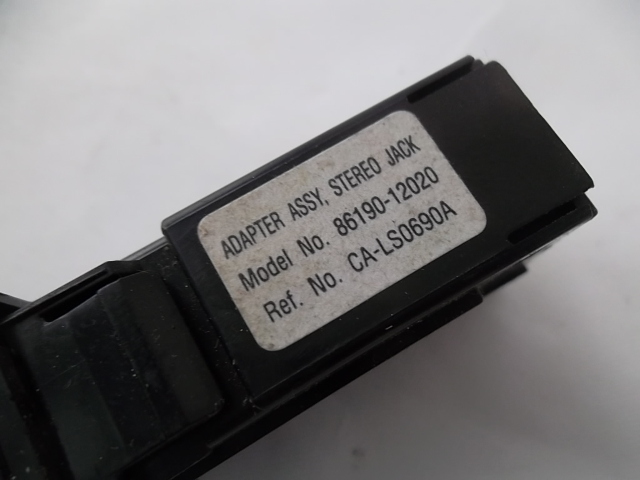 ADAPTER ASSY, STEREO JACK
Model No. 86190-12020
Ref. No. CA-LS0690A